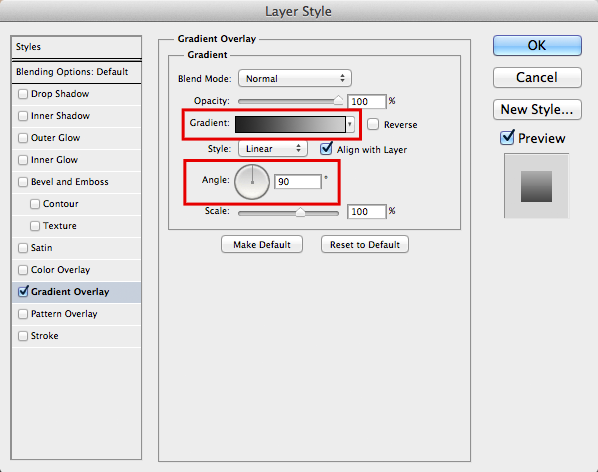 Layer Style
Styles
Blending Options: Default
Drop Shadow
Inner Shadow
Outer Glow
Inner Glow
Bevel and Emboss
Contour
Texture
Satin
Color Overlay
Gradient Overlay
Pattern Overlay
Stroke
Gradient Overlay
Gradient
Blend Mode: Normal
Opacity: 100 %
Gradient: Reverse
Style: Linear Align with Layer
Angle: 90 °
Scale: 100 %
Make Default Reset to Default
OK
Cancel
New Style...
Preview